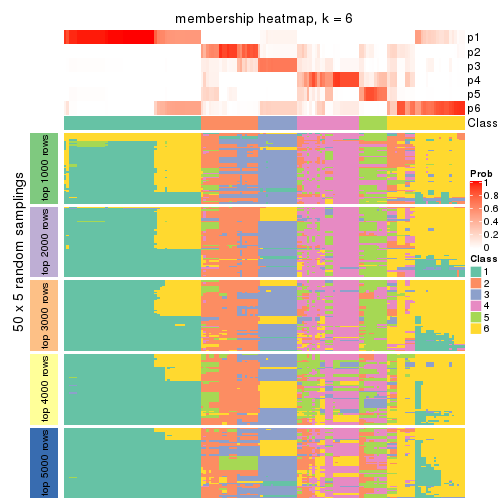 membership heatmap, k = 6
p1
p2
p3
p4
p5
p6
Class
50 x 5 random samplings
top 1000 rows
top 2000 rows
top 3000 rows
top 4000 rows
top 5000 rows
Prob
1
0.8
0.6
0.4
0.2
0
Class
1
2
3
4
5
6